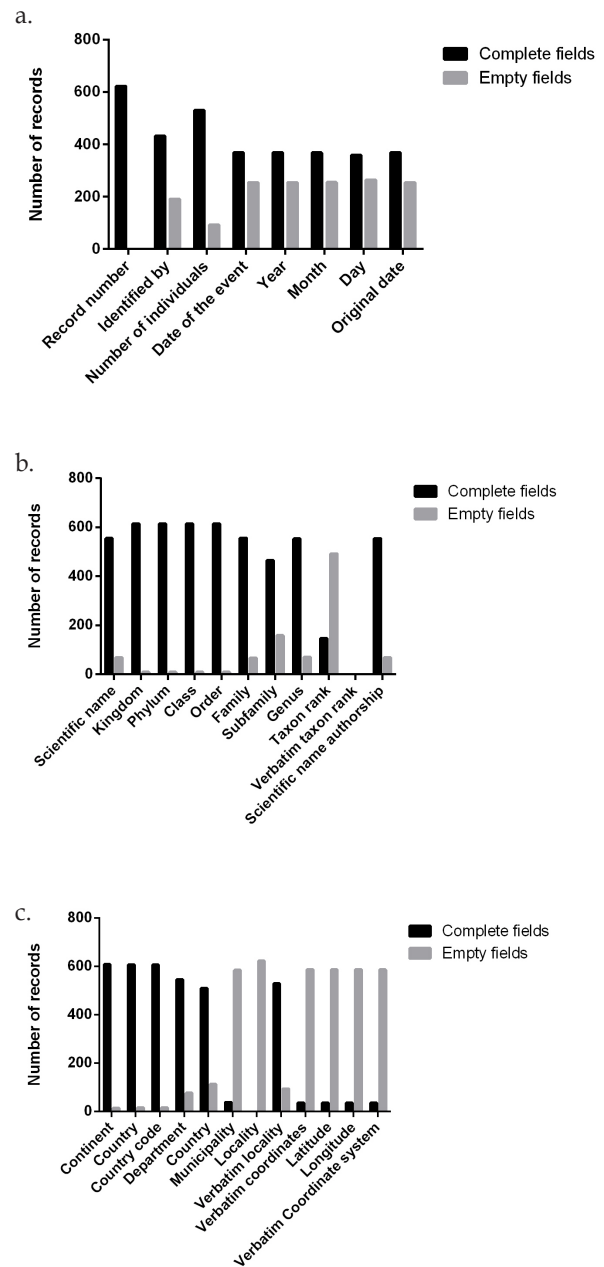 a.
800
600
400
200
0
Number of records
Complete fields
Empty fields
Record number
Identified by
Number of individuals
Date of the event
Year
Month
Day
Original date
b.
800
600
400
200
0
Number of records
Complete fields
Empty fields
Scientific name
Kingdom
Phylum
Class
Order
Family
Subfamily
Genus
Taxon rank
Verbatim taxon rank
Scientific name authorship
c.
800
600
400
200
0
Number of records
Complete fields
Empty fields
Continent
Country
Country code
Department
Country
Municipality
Locality
Verbatim locality
Verbatim coordinates
Latitude
Longitude
Verbatim Coordinate system